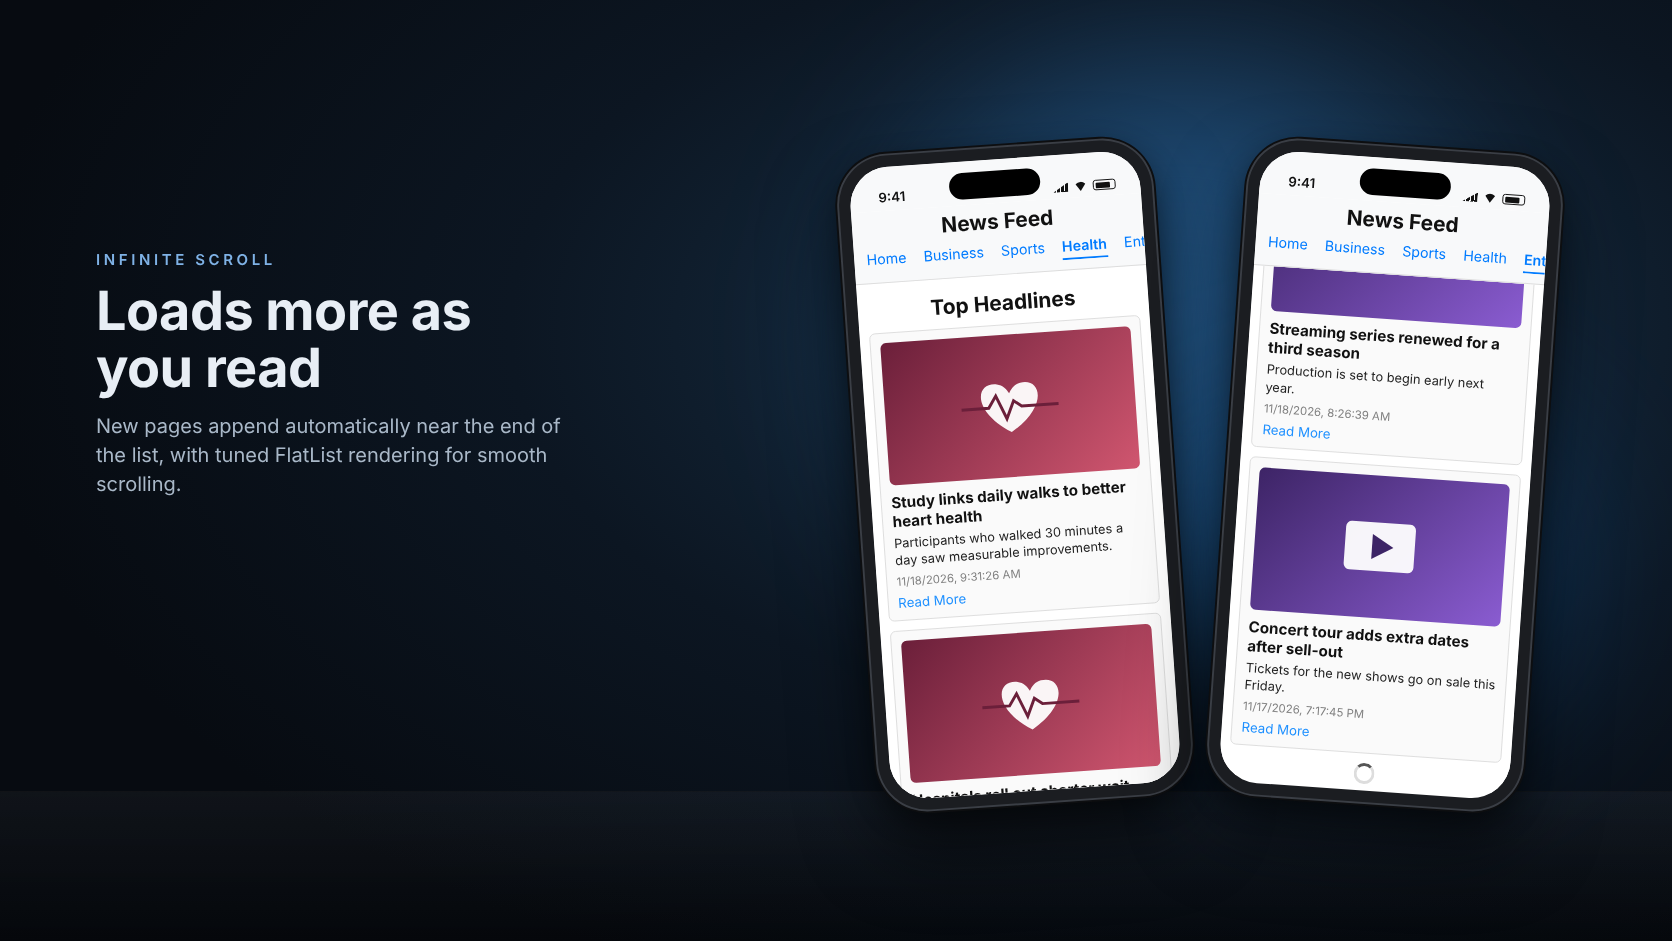 INFINITE SCROLL
Loads more as
you read
New pages append automatically near the end of
the list, with tuned FlatList rendering for smooth
scrolling.
9:41
News Feed
Home Business Sports Health Ent
Top Headlines
Study links daily walks to better
heart health
Participants who walked 30 minutes a
day saw measurable improvements.
11/18/2026, 9:31:26 AM
Read More
9:41
News Feed
Home Business Sports Health Ent
Streaming series renewed for a
third season
Production is set to begin early next
year.
11/18/2026, 8:26:39 AM
Read More
Concert tour adds extra dates
after sell-out
Tickets for the new shows go on sale this
Friday.
11/17/2026, 7:17:45 PM
Read More